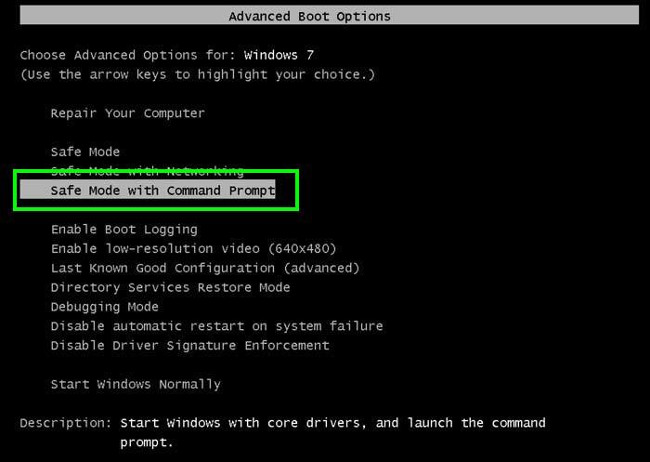 Advanced Boot Options
Choose Advanced Options for: Windows 7
(Use the arrow keys to highlight your choice.)
Repair Your Computer
Safe Mode
Safe Mode with Networking
Safe Mode with Command Prompt
Enable Boot Logging
Enable low-resolution video (640x480)
Last Known Good Configuration (advanced)
Directory Services Restore Mode
Debugging Mode
Disable automatic restart on system failure
Disable Driver Signature Enforcement
Start Windows Normally
Description: Start Windows with core drivers, and launch the command
prompt.